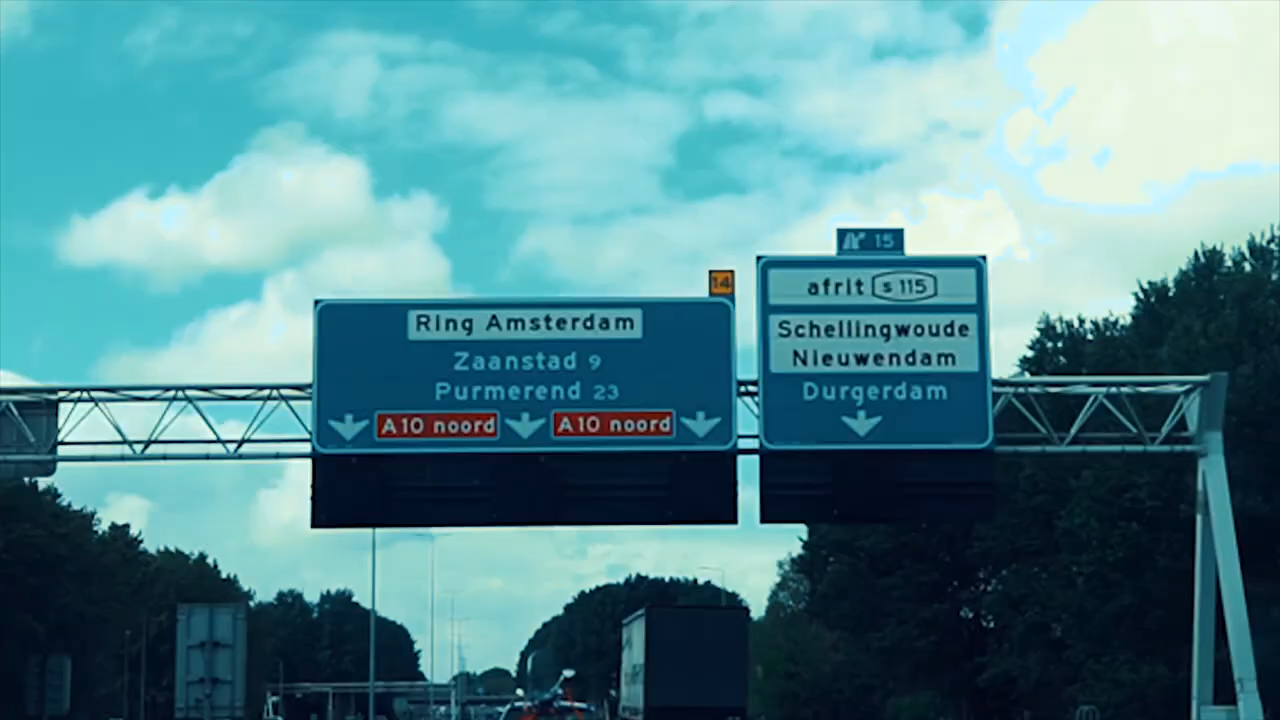 14
Ring Amsterdam
Zaanstad 9
Purmerend 23
A10 noord A10 noord
15
afrit s 115
Schellingwoude
Nieuwendam
Durgerdam